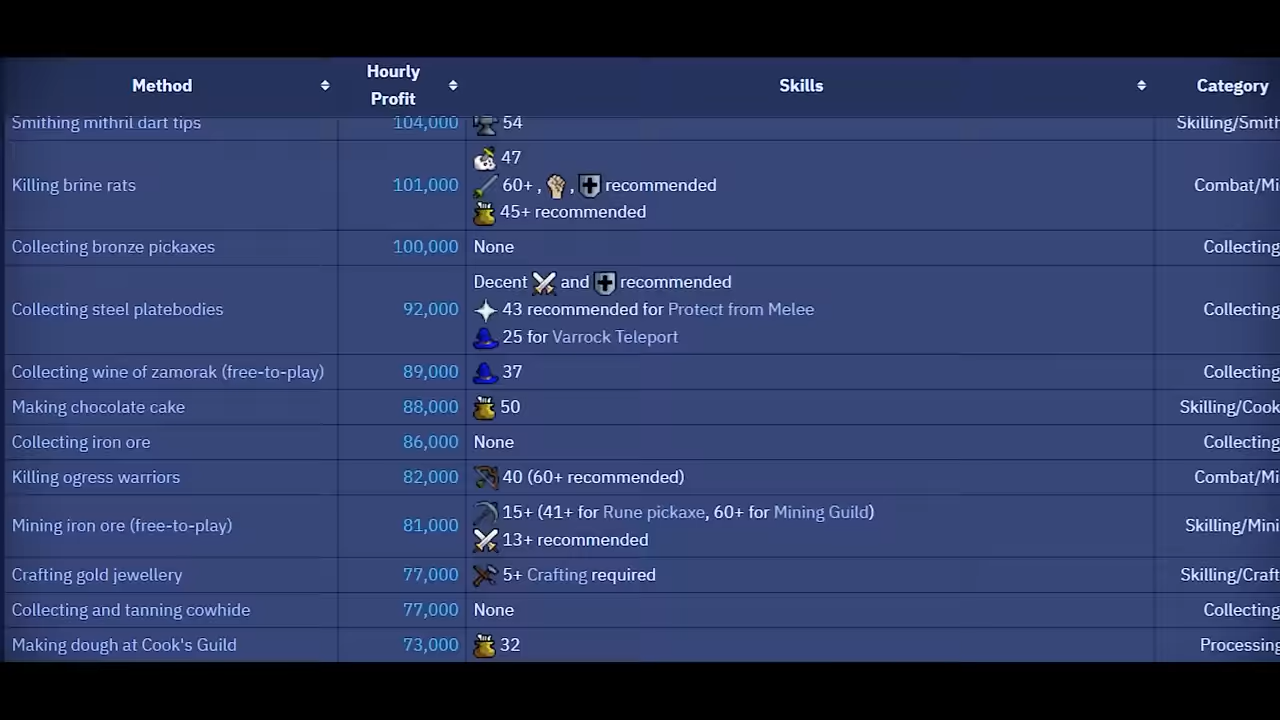 Method
Hourly
Profit
Skills
Category
Smithing mithril dart tips 104,000 54 Skilling/Smith
Killing brine rats 101,000 47
60+ , , recommended Combat/Mi
45+ recommended
Collecting bronze pickaxes 100,000 None Collecting
Collecting steel platebodies 92,000 Decent and recommended Collecting
43 recommended for Protect from Melee
25 for Varrock Teleport
Collecting wine of zamorak (free-to-play) 89,000 37 Collecting
Making chocolate cake 88,000 50 Skilling/Cook
Collecting iron ore 86,000 None Collecting
Killing ogress warriors 82,000 40 (60+ recommended) Combat/Mi
Mining iron ore (free-to-play) 81,000 15+ (41+ for Rune pickaxe, 60+ for Mining Guild) Skilling/Mini
13+ recommended
Crafting gold jewellery 77,000 5+ Crafting required Skilling/Craft
Collecting and tanning cowhide 77,000 None Collecting
Making dough at Cook's Guild 73,000 32 Processing